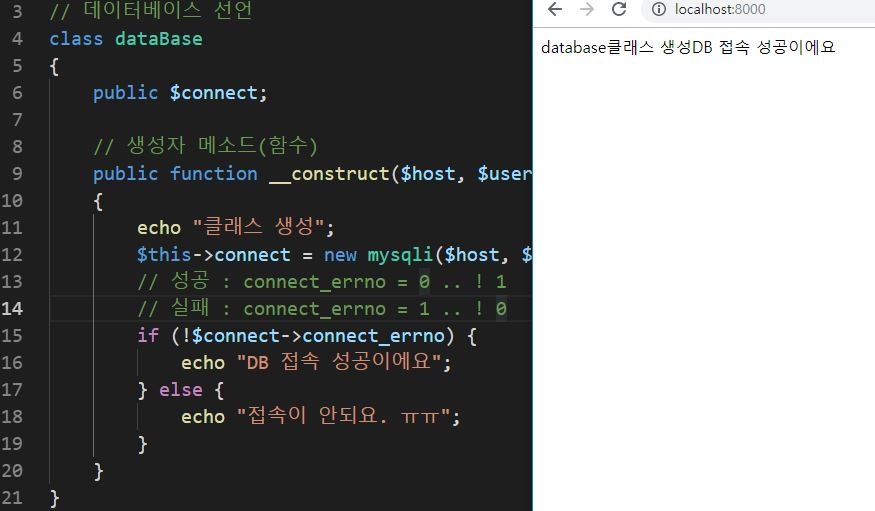 3 // 데이터베이스 선언
4 class dataBase
5 {
6 public $connect;
7
8 // 생성자 메소드(함수)
9 public function __construct($host, $user
10 {
11 echo "클래스 생성";
12 $this->connect = new mysqli($host, $
13 // 성공 : connect_errno = 0 .. ! 1
14 // 실패 : connect_errno = 1 .. ! 0
15 if (!$connect->connect_errno) {
16 echo "DB 접속 성공이에요";
17 } else {
18 echo "접속이 안되요. ㅠㅠ";
19 }
20 }
21 }
localhost:8000
database클래스 생성DB 접속 성공이에요